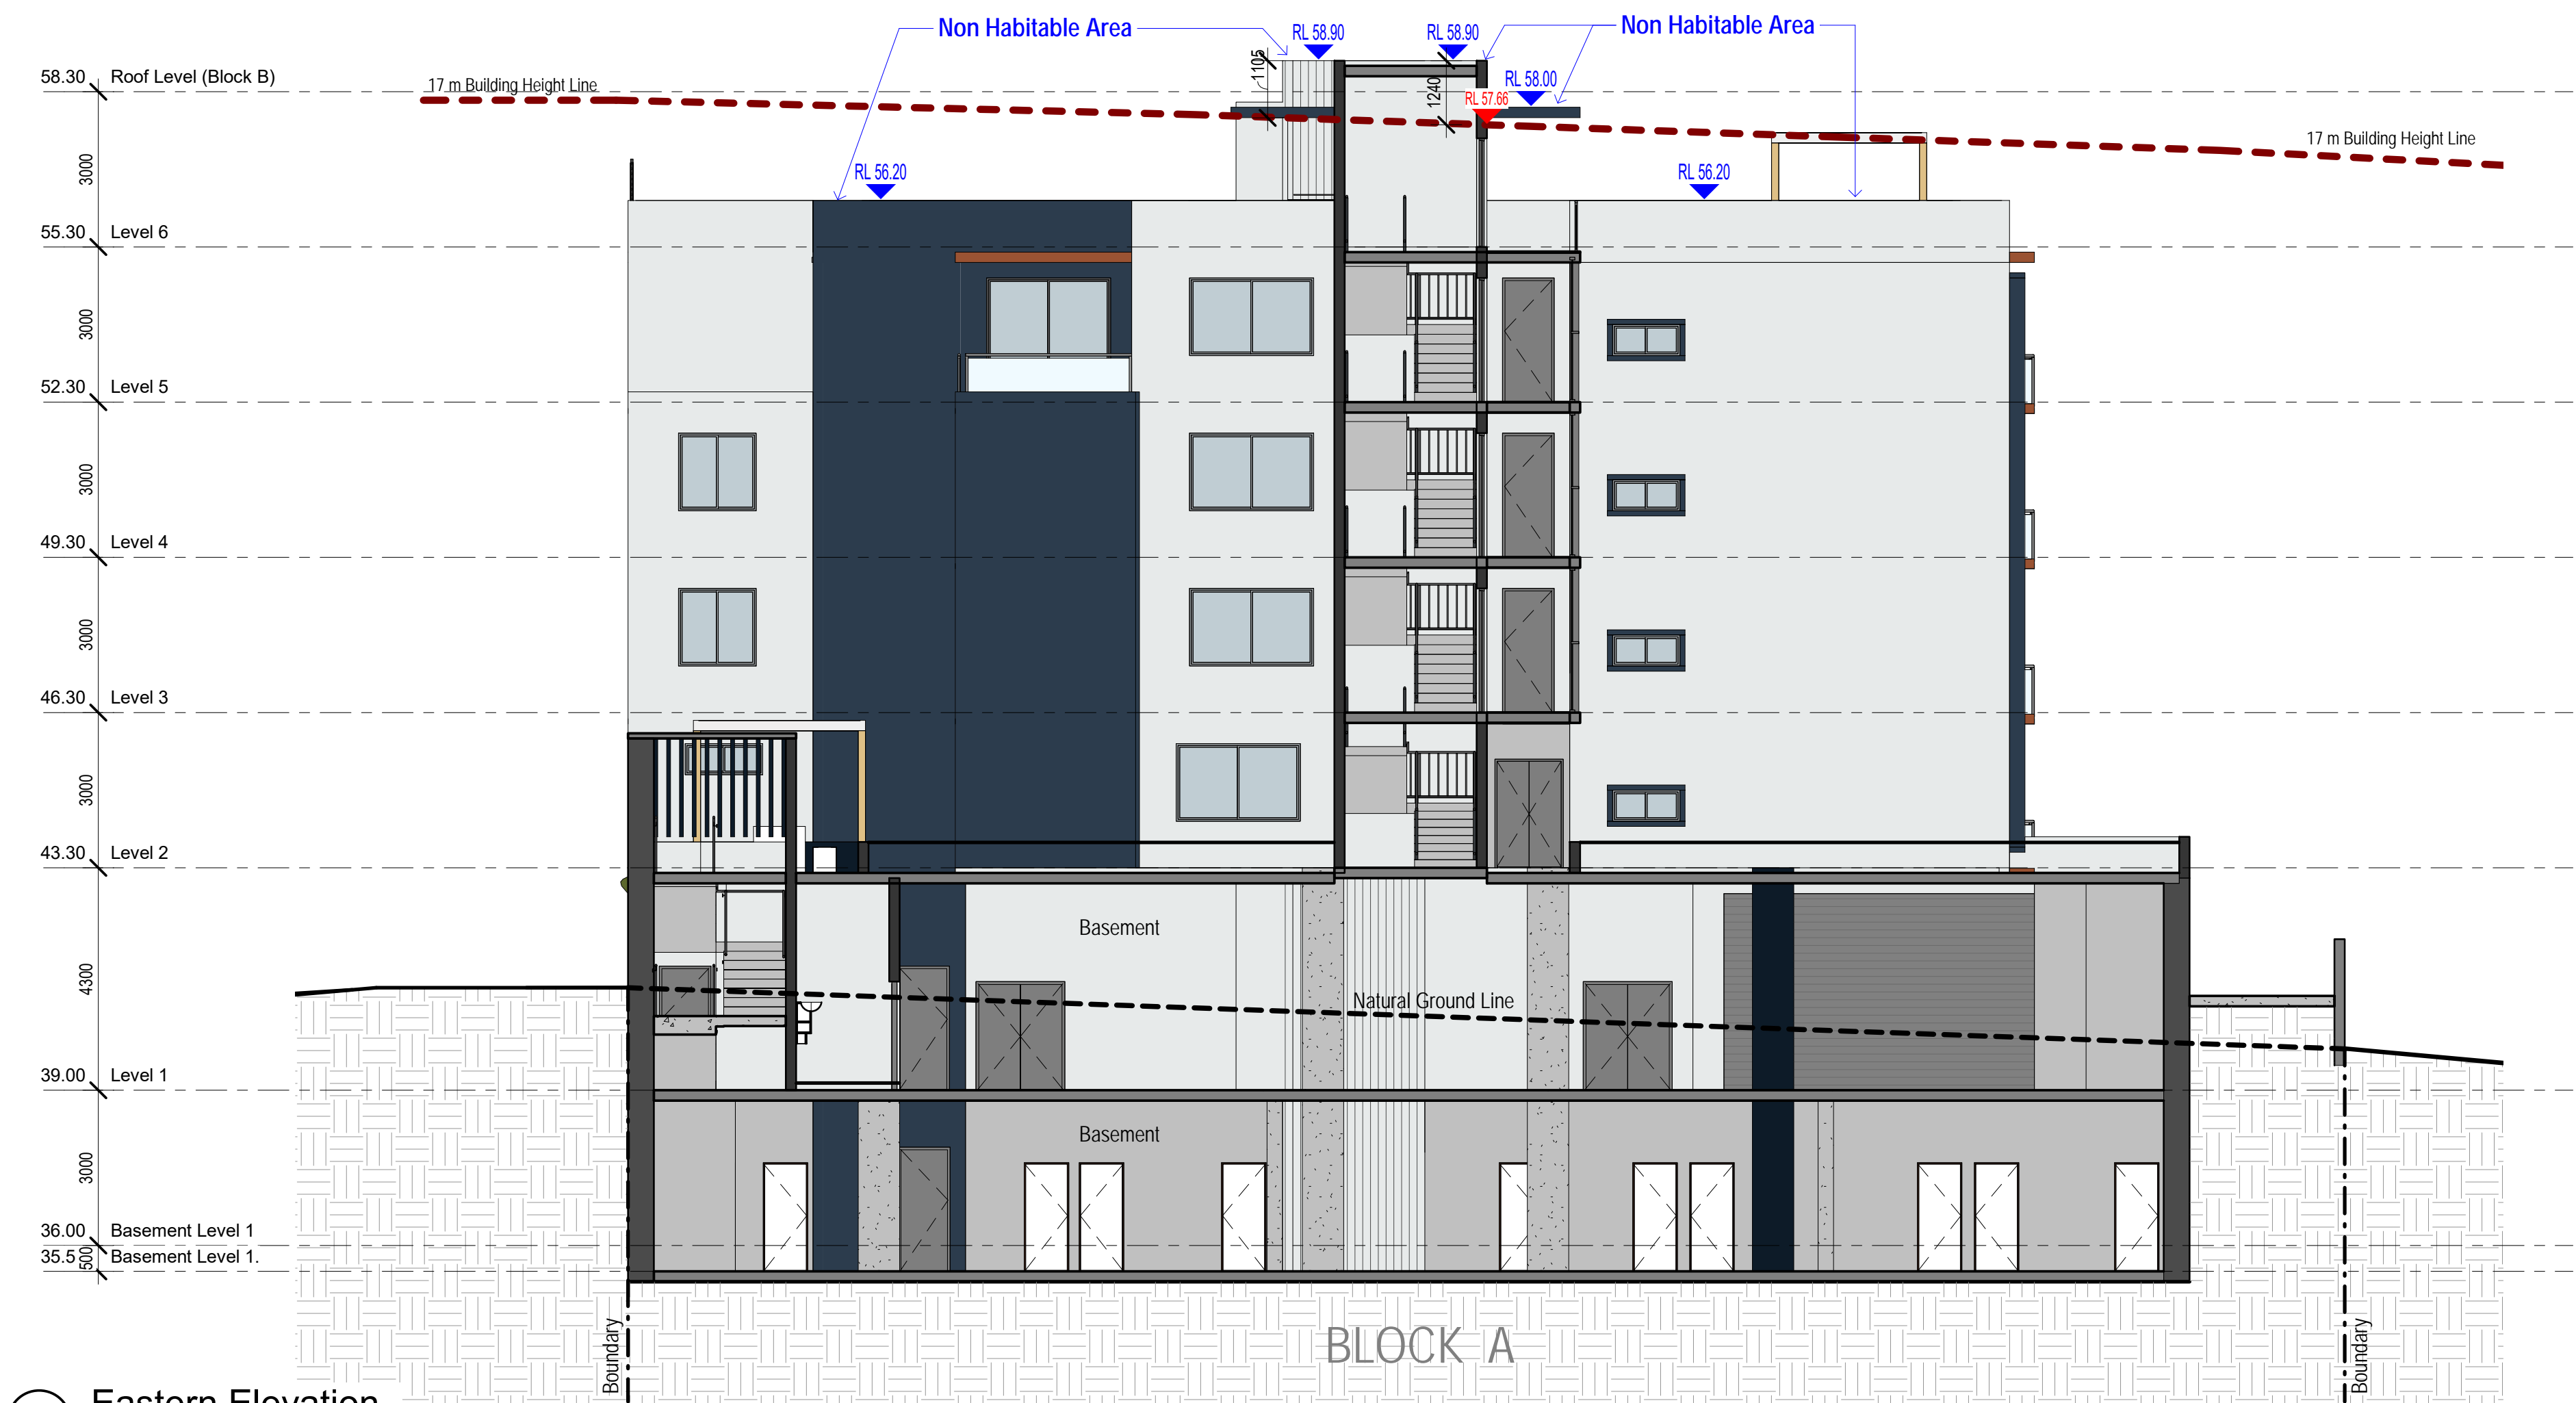 Non Habitable Area
Non Habitable Area
RL 58.90
RL 58.90
1105
1240
RL 58.00
RL 57.66
58.30 Roof Level (Block B)
17 m Building Height Line
17 m Building Height Line
3000
RL 56.20
RL 56.20
55.30 Level 6
3000
52.30 Level 5
3000
49.30 Level 4
3000
46.30 Level 3
3000
43.30 Level 2
Basement
4300
Natural Ground Line
39.00 Level 1
Basement
3000
36.00 Basement Level 1
35.5 Basement Level 1.
500
Boundary
BLOCK A
Boundary
Eastern Elevation